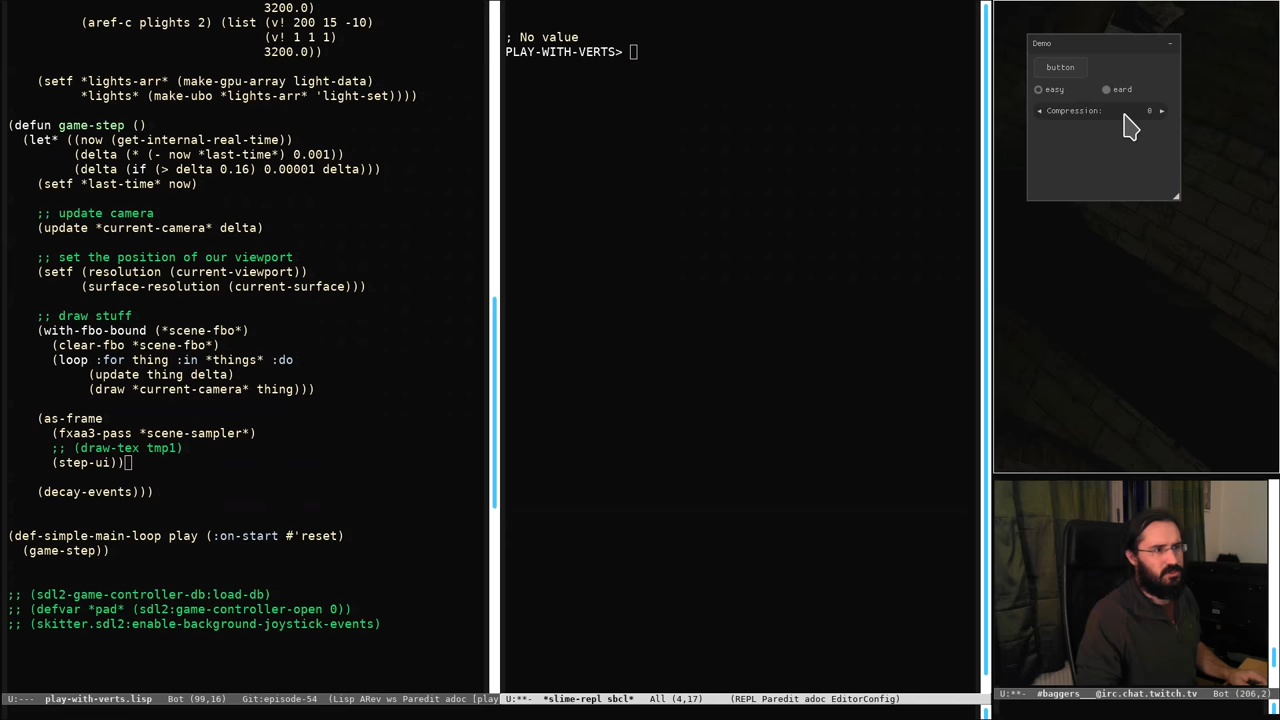 3200.0)
(aref-c plights 2) (list (v! 200 15 -10)
(v! 1 1 1)
3200.0))
(setf *lights-arr* (make-gpu-array light-data)
*lights* (make-ubo *lights-arr* 'light-set))))
(defun game-step ()
(let* ((now (get-internal-real-time))
(delta (* (- now *last-time*) 0.001))
(delta (if (> delta 0.16) 0.00001 delta)))
(setf *last-time* now)
;; update camera
(update *current-camera* delta)
;; set the position of our viewport
(setf (resolution (current-viewport))
(surface-resolution (current-surface)))
;; draw stuff
(with-fbo-bound (*scene-fbo*)
(clear-fbo *scene-fbo*)
(loop :for thing :in *things* :do
(update thing delta)
(draw *current-camera* thing)))
(as-frame
(fxaa3-pass *scene-sampler*)
;; (draw-tex tmp1)
(step-ui))
(decay-events)))
(def-simple-main-loop play (:on-start #'reset)
(game-step))
;; (sdl2-game-controller-db:load-db)
;; (defvar *pad* (sdl2:game-controller-open 0))
;; (skitter.sdl2:enable-background-joystick-events)
U:--- play-with-verts.lisp Bot (99,16) Git:episode-54 (Lisp ARev ws Paredit adoc [play
; No value
PLAY-WITH-VERTS>
U:**- *slime-repl sbcl* All (4,17) (REPL Paredit adoc EditorConfig)
Demo -
button
easy eard
Compression: 0
U:**- #baggers___@irc.chat.twitch.tv Bot (206,2)